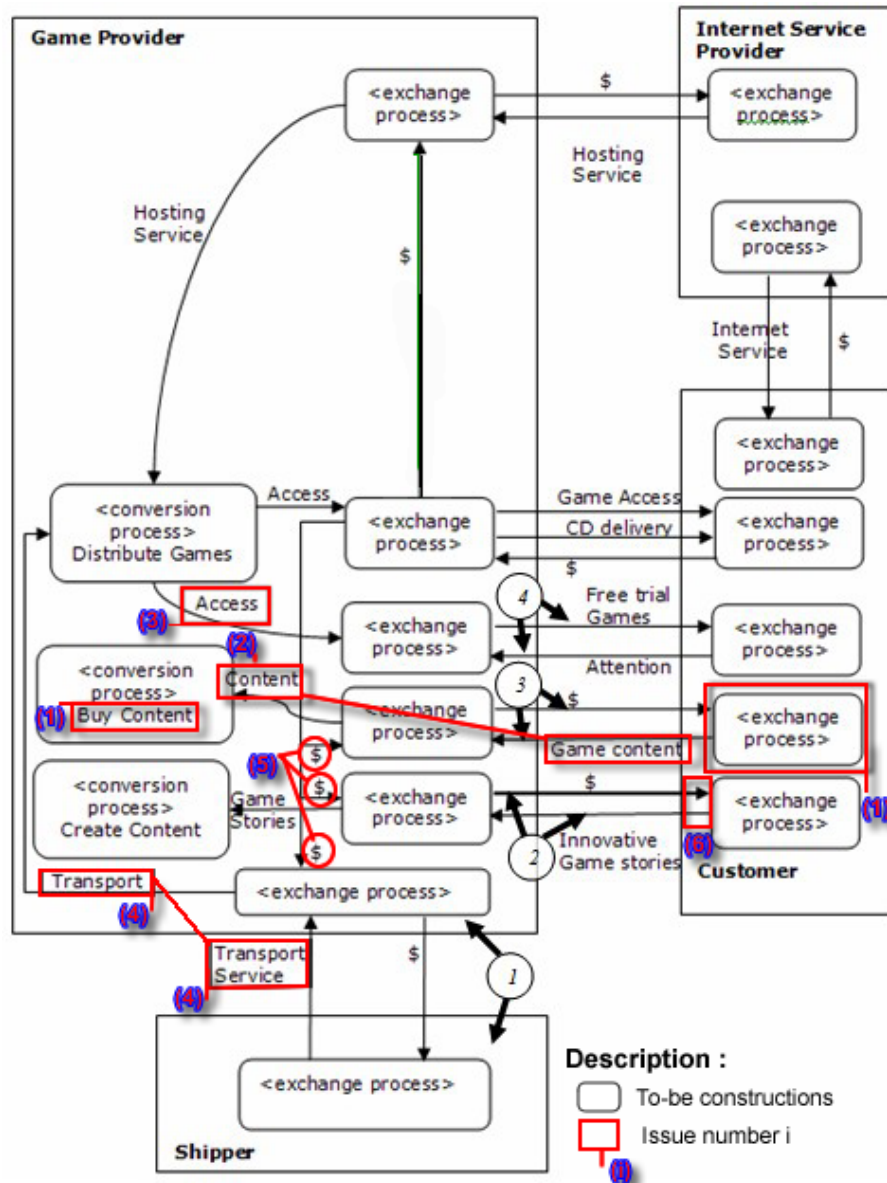 Game Provider
Internet Service
Provider
<exchange
process>
$
<exchange
process>
Hosting
Service
Hosting
Service
$
<exchange
process>
Internet
Service
$
<exchange
process>
<conversion
process>
Distribute Games
Access
<exchange
process>
Game Access
CD delivery
$
<exchange
process>
Access
(3)
<exchange
process>
4
Free trial
Games
Attention
<exchange
process>
(2)
<conversion
process>
Buy Content
(1)
Content
<exchange
process>
3
$
Game content
<exchange
process>
(1)
(5)
$
$
$
<conversion
process>
Create Content
Game
Stories
<exchange
process>
$
2
Innovative
Game stories
(6)
<exchange
process>
Customer
Transport
(4)
<exchange process>
Transport
Service
(4)
$
1
<exchange process>
Shipper
Description :
To-be constructions
Issue number i
(i)